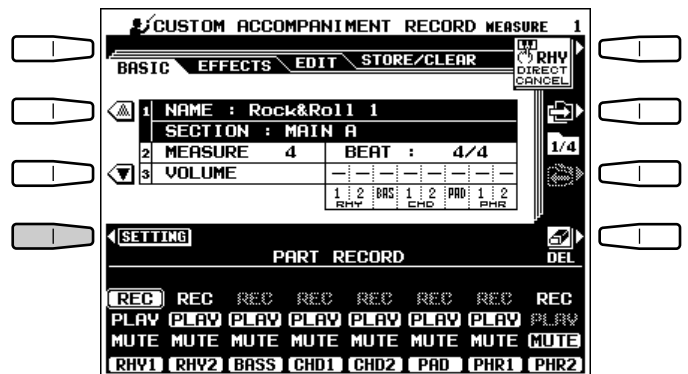 CUSTOM ACCOMPANIMENT RECORD MEASURE 1
BASIC EFFECTS EDIT STORE/CLEAR
RHY
DIRECT
CANCEL
1 NAME : Rock&Roll 1
SECTION : MAIN A
2 MEASURE 4 BEAT : 4/4
1/4
3 VOLUME – – – – – – – –
1 2 BAS 1 2 PAD 1 2
RHY CHD PHR
SETTING
DEL
PART RECORD
REC REC REC REC REC REC REC REC
PLAY PLAY PLAY PLAY PLAY PLAY PLAY PLAY
MUTE MUTE MUTE MUTE MUTE MUTE MUTE MUTE
RHY1 RHY2 BASS CHD1 CHD2 PAD PHR1 PHR2